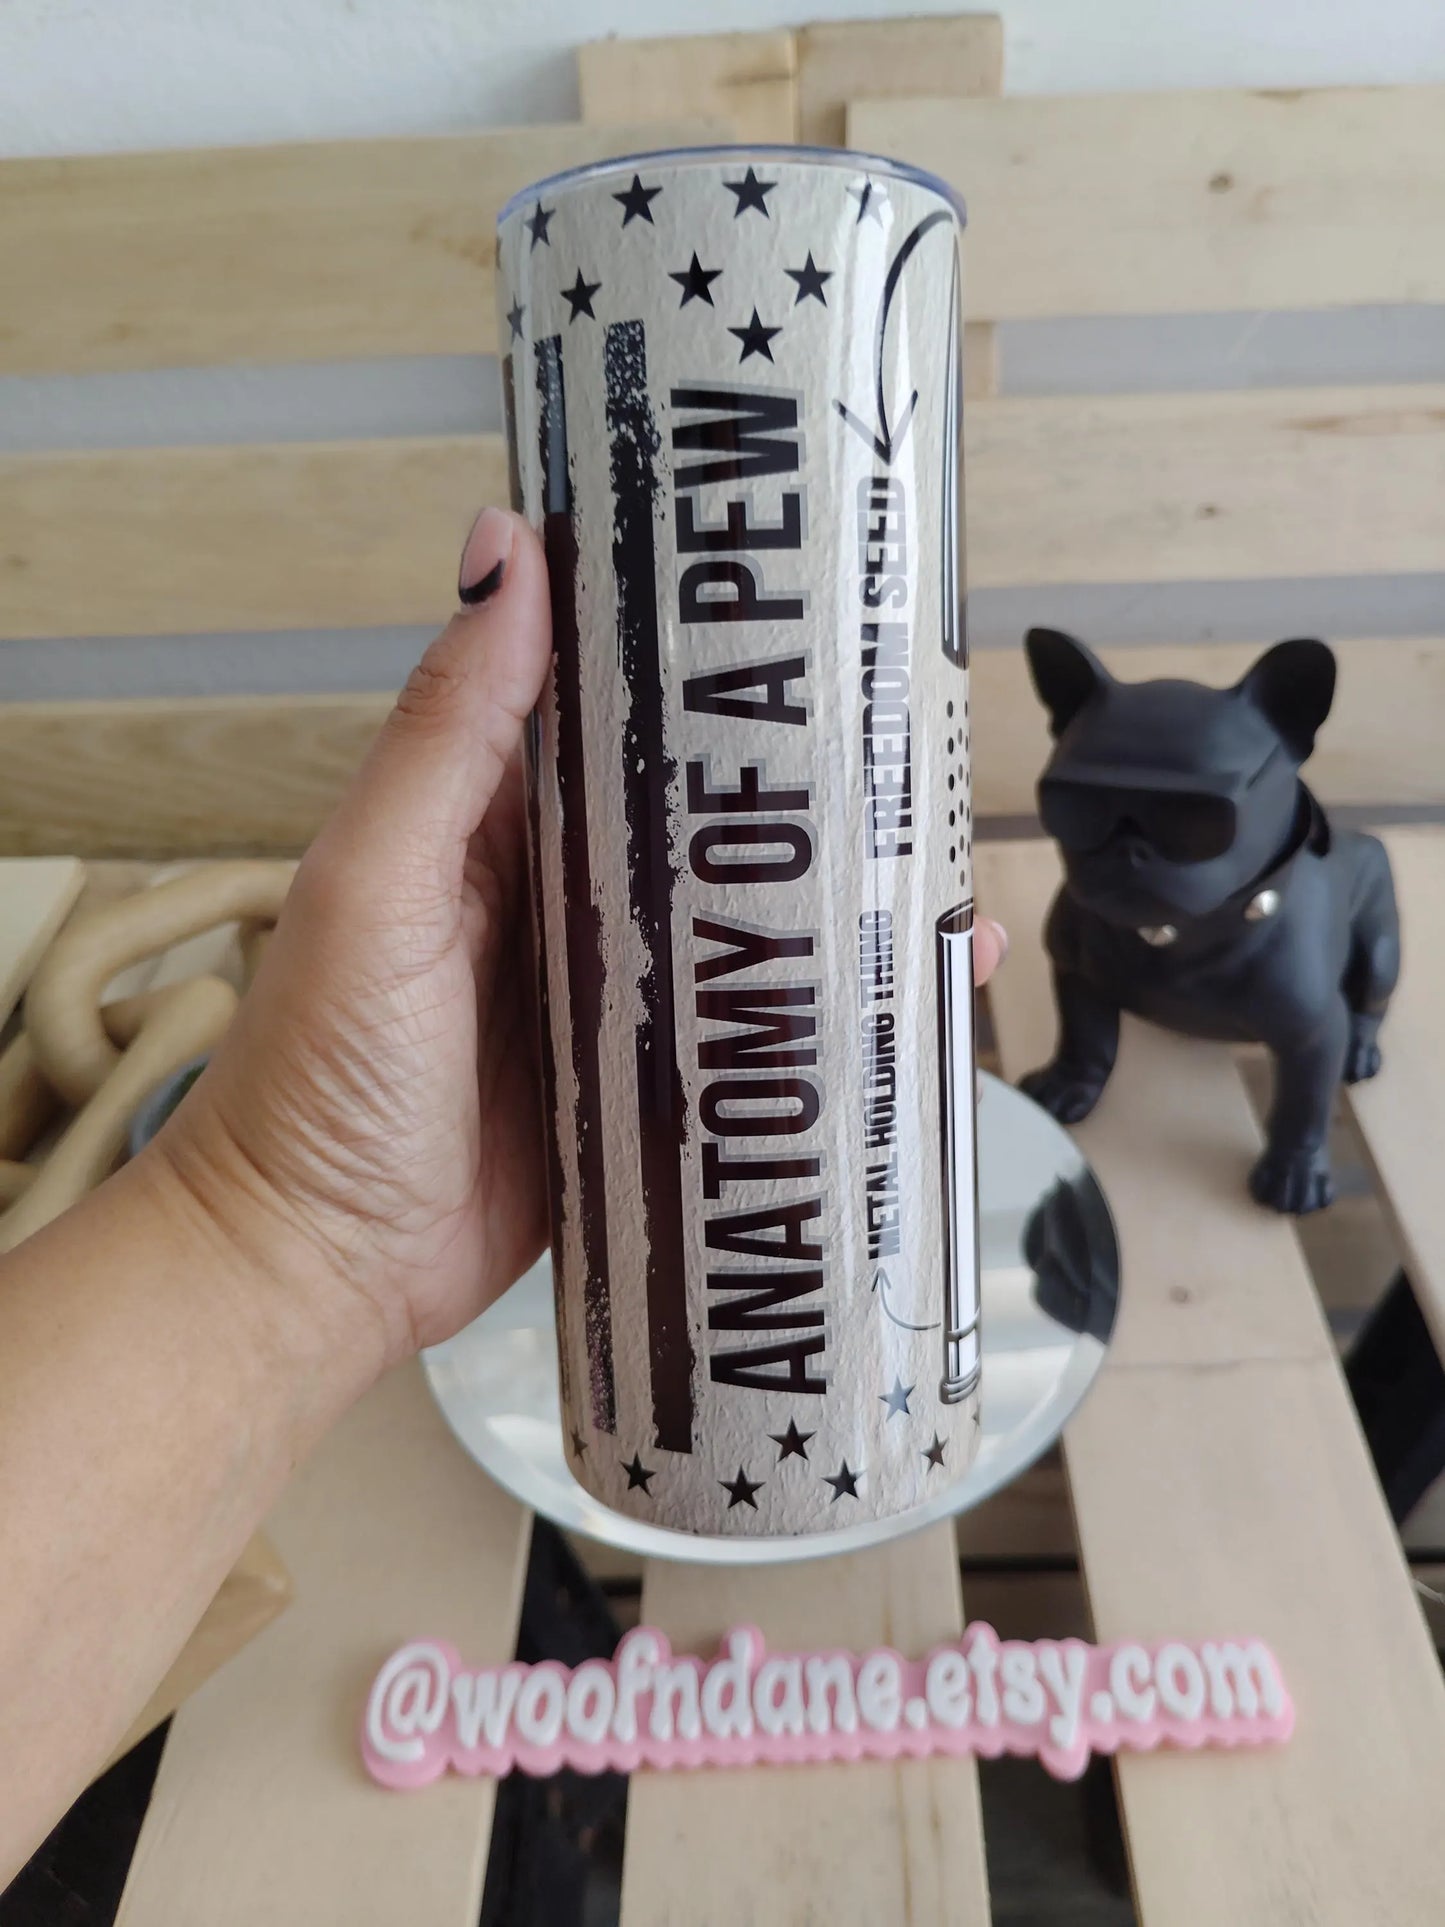 ANATOMY OF A PEW
FREEDOM SEED
METAL HOLDING THING
@woofndane.etsy.com